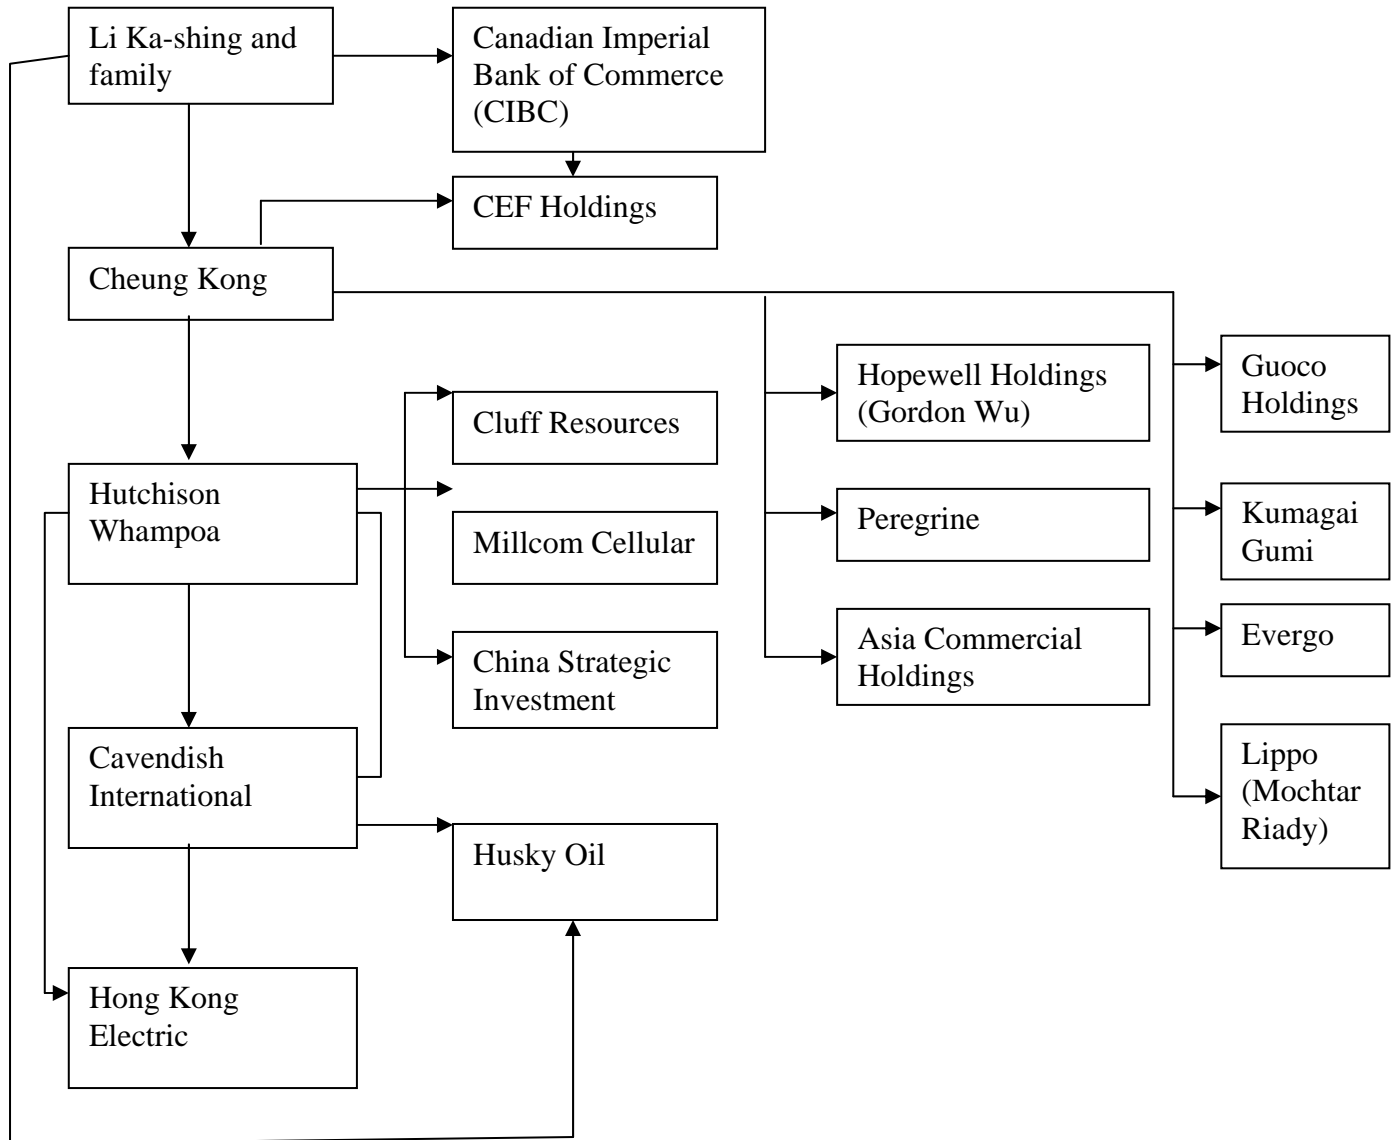 Li Ka-shing and
family
Canadian Imperial
Bank of Commerce
(CIBC)
CEF Holdings
Cheung Kong
Hopewell Holdings
(Gordon Wu)
Guoco
Holdings
Cluff Resources
Hutchison
Whampoa
Millcom Cellular
Peregrine
Kumagai
Gumi
China Strategic
Investment
Asia Commercial
Holdings
Evergo
Cavendish
International
Lippo
(Mochtar
Riady)
Husky Oil
Hong Kong
Electric